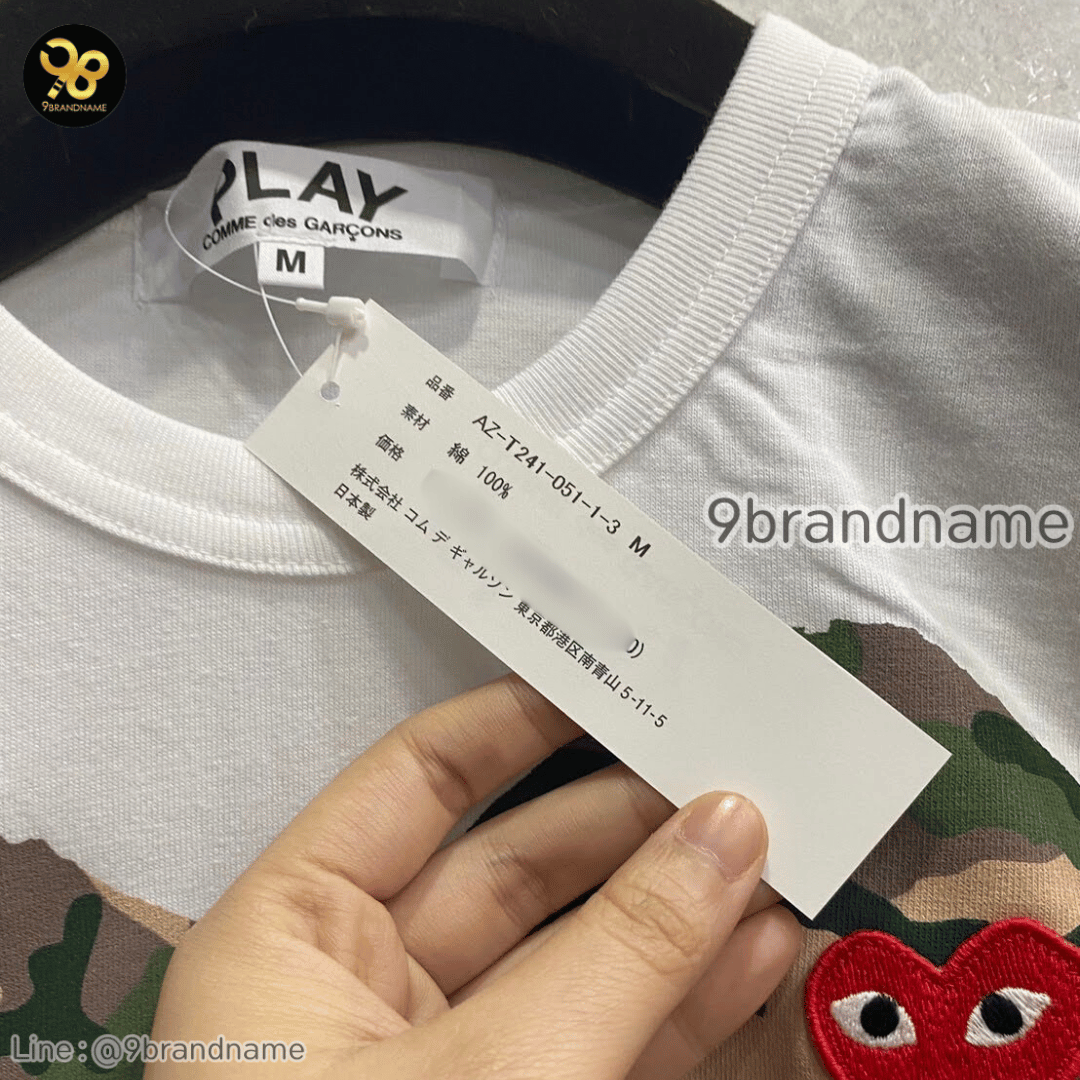 9BRANDNAME
PLAY
COMME des GARÇONS
M
品番 AZ-T241-051-1-3 M
素材 綿 100%
価格
0))
株式会社 コム デ ギャルソン 東京都港区南青山 5-11-5
日本製
9brandname
Line : @9brandname